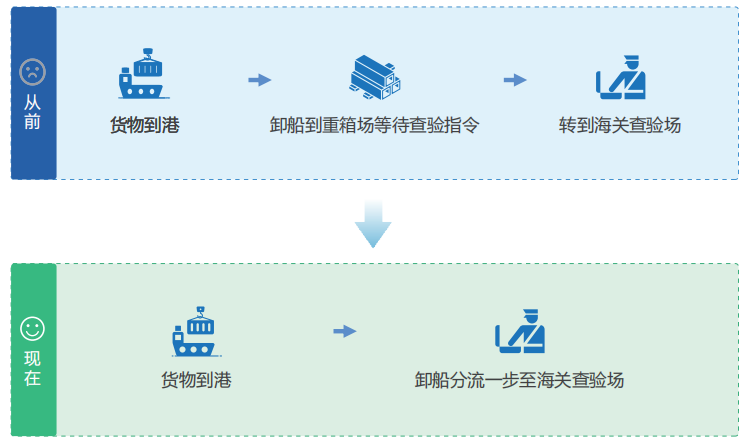 从前
货物到港
卸船到重箱场等待查验指令
转到海关查验场
现在
货物到港
卸船分流一步至海关查验场